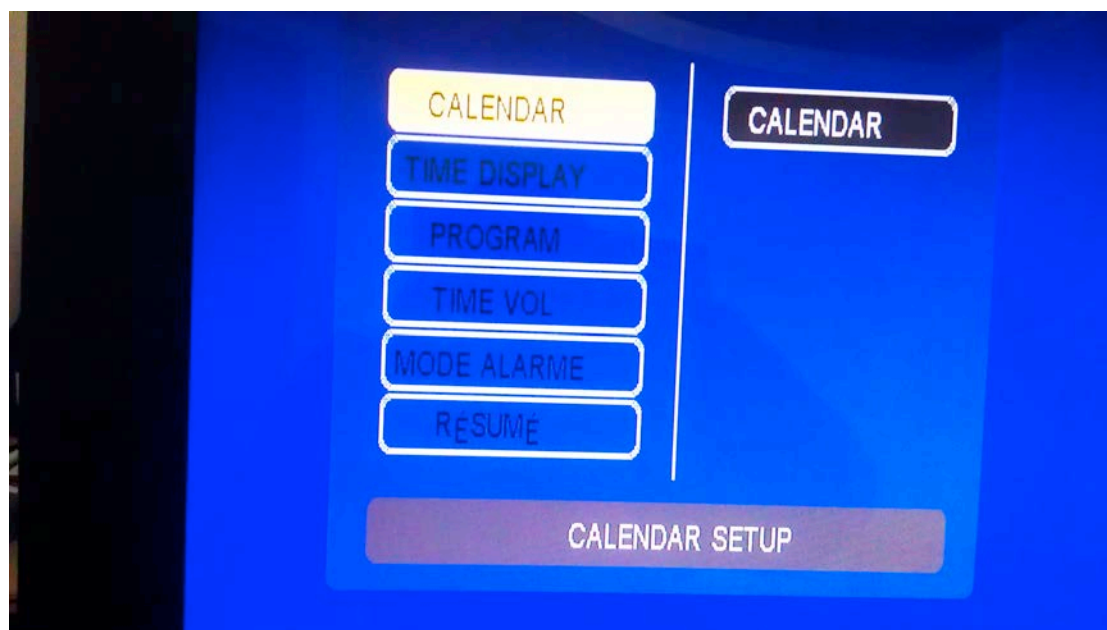 CALENDAR
TIME DISPLAY
PROGRAM
TIME VOL
MODE ALARME
RÉSUMÉ
CALENDAR
CALENDAR SETUP